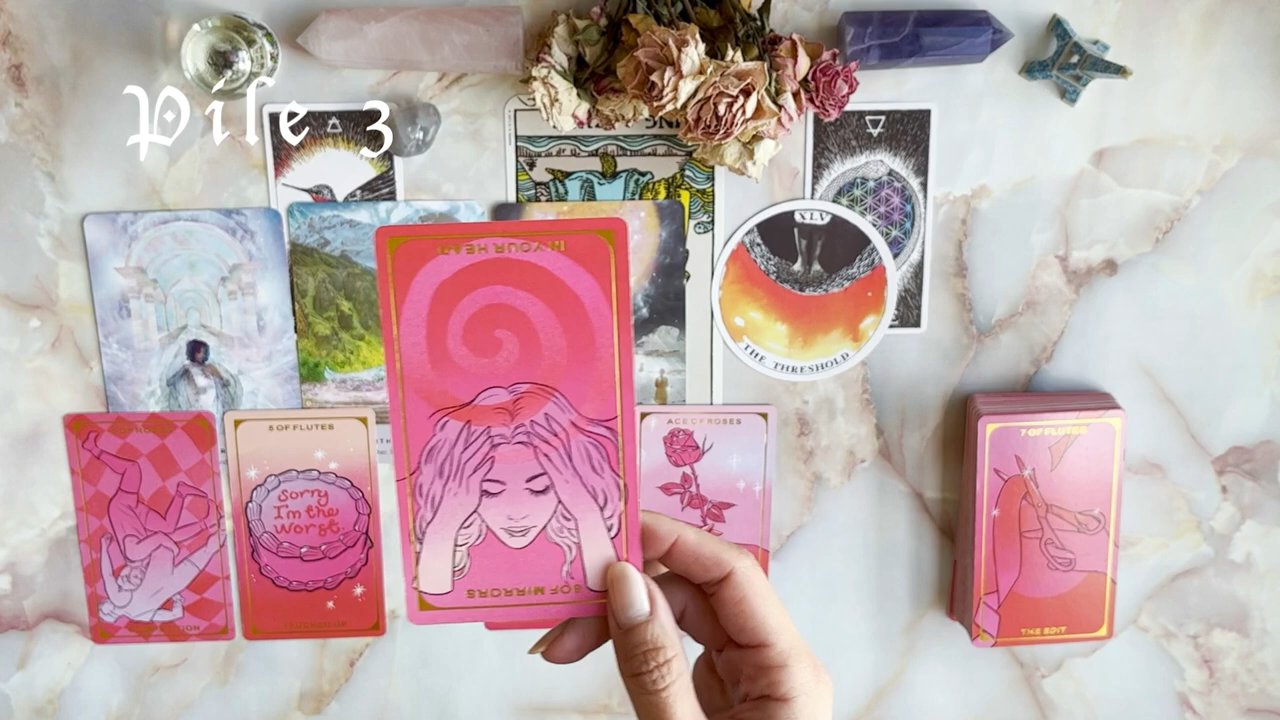 Pile 3
XLV
THE THRESHOLD
IN YOUR HEAD
8 OF MIRRORS
5 OF FLUTES
Sorry
I'm the
Worst.
ACE OF ROSES
7 OF FLUTES
THE EDIT